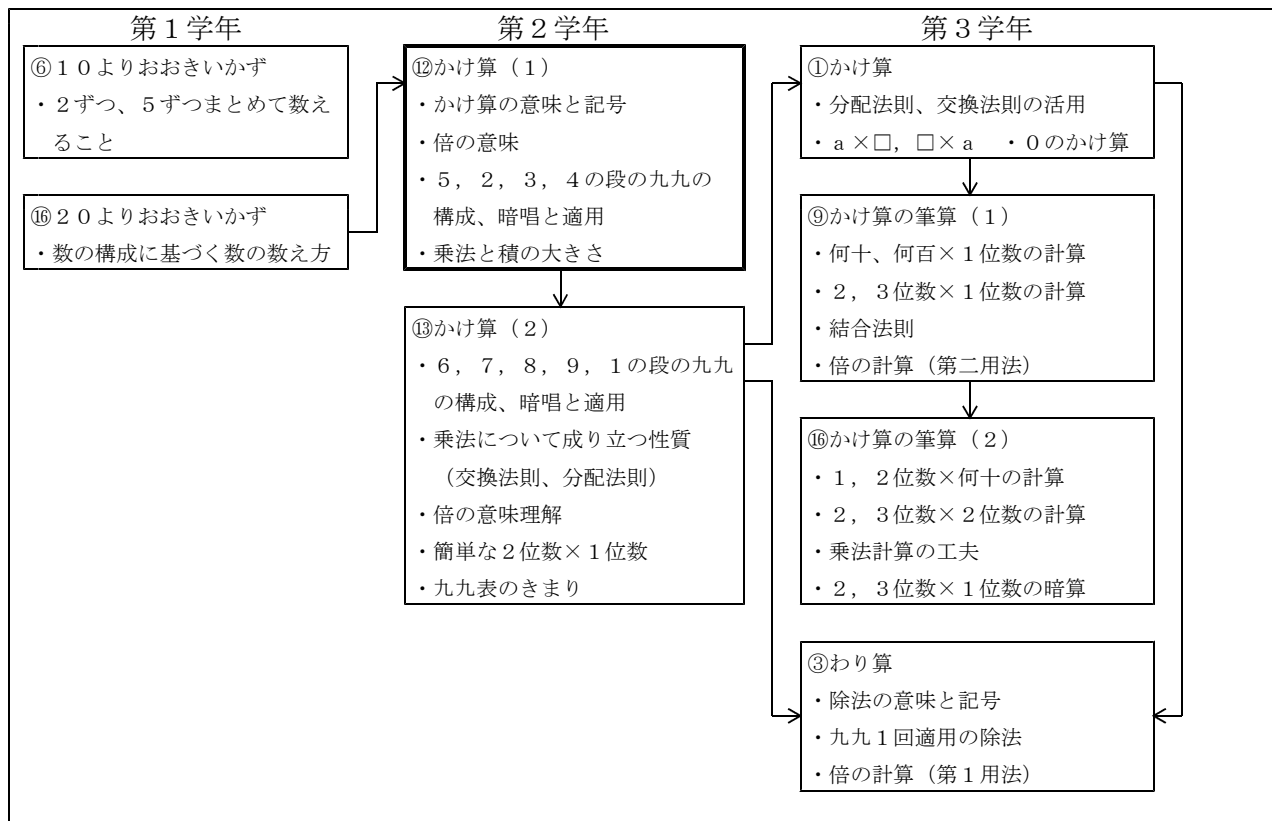 第１学年
⑥１０よりおおきいかず
・２ずつ、５ずつまとめて数え
ること
⑯２０よりおおきいかず
・数の構成に基づく数の数え方
第２学年
⑫かけ算（１）
・かけ算の意味と記号
・倍の意味
・５，２，３，４の段の九九の
構成、暗唱と適用
・乗法と積の大きさ
⑬かけ算（２）
・６，７，８，９，１の段の九九
の構成、暗唱と適用
・乗法について成り立つ性質
（交換法則、分配法則）
・倍の意味理解
・簡単な２位数×１位数
・九九表のきまり
第３学年
①かけ算
・分配法則、交換法則の活用
・ａ×□，□×ａ　・０のかけ算
⑨かけ算の筆算（１）
・何十、何百×１位数の計算
・２，３位数×１位数の計算
・結合法則
・倍の計算（第二用法）
⑯かけ算の筆算（２）
・１，２位数×何十の計算
・２，３位数×２位数の計算
・乗法計算の工夫
・２，３位数×１位数の暗算
③わり算
・除法の意味と記号
・九九１回適用の除法
・倍の計算（第１用法）